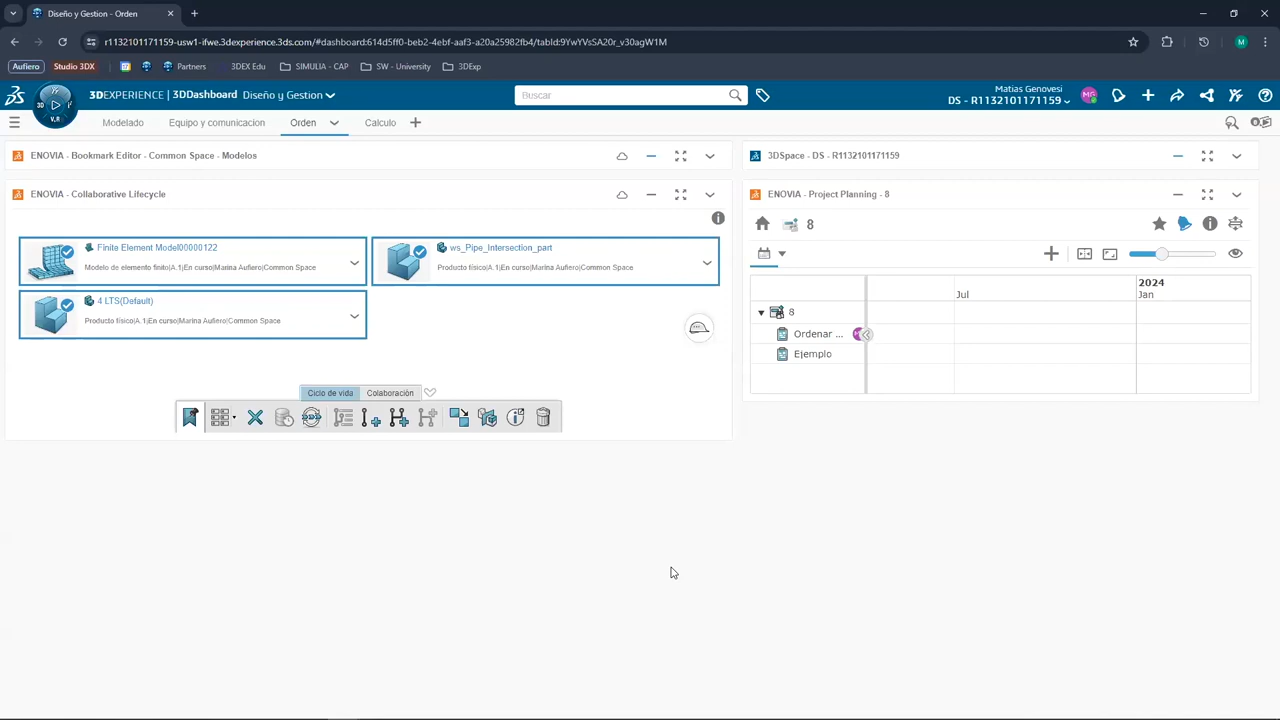 Diseño y Gestion - Orden
r1132101171159-usw1-ifwe.3dexperience.3ds.com/#dashboard:614d5ff0-beb2-4ebf-aaf3-a20a25982fb4/tabId:9YwYVsSA20r_v30agW1M
M
Aufiero
Studio 3DX
Partners
3DEX Edu
SIMULIA - CAP
SW - University
3DExp
3DEXPERIENCE | 3DDashboard Diseño y Gestion
Buscar
Matias Genovesi
DS - R1132101171159
MG
3D
V.R
Modelado
Equipo y comunicacion
Orden
Calculo
ENOVIA - Bookmark Editor - Common Space - Modelos
3DSpace - DS - R1132101171159
ENOVIA - Collaborative Lifecycle
ENOVIA - Project Planning - 8
8
Finite Element Model00000122
Modelo de elemento finito|A.1|En curso|Marina Aufiero|Common Space
ws_Pipe_Intersection_part
Producto físico|A.1|En curso|Marina Aufiero|Common Space
4 LTS(Default)
Producto físico|A.1|En curso|Marina Aufiero|Common Space
Jul
2024
Jan
8
Ordenar ...
Ejemplo
Ciclo de vida
Colaboración